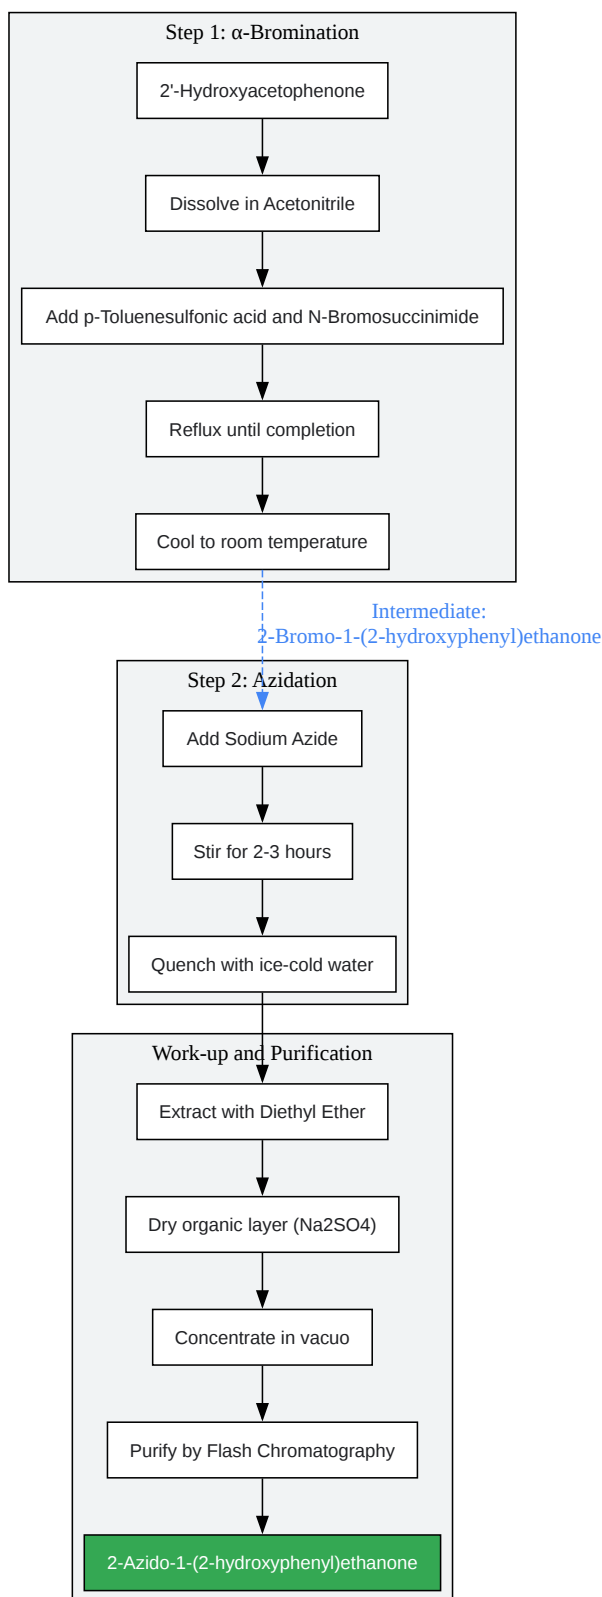 Step 1: α-Bromination
2'-Hydroxyacetophenone
Dissolve in Acetonitrile
Add p-Toluenesulfonic acid and N-Bromosuccinimide
Reflux until completion
Cool to room temperature
Intermediate:
2-Bromo-1-(2-hydroxyphenyl)ethanone
Step 2: Azidation
Add Sodium Azide
Stir for 2-3 hours
Quench with ice-cold water
Work-up and Purification
Extract with Diethyl Ether
Dry organic layer (Na2SO4)
Concentrate in vacuo
Purify by Flash Chromatography
2-Azido-1-(2-hydroxyphenyl)ethanone